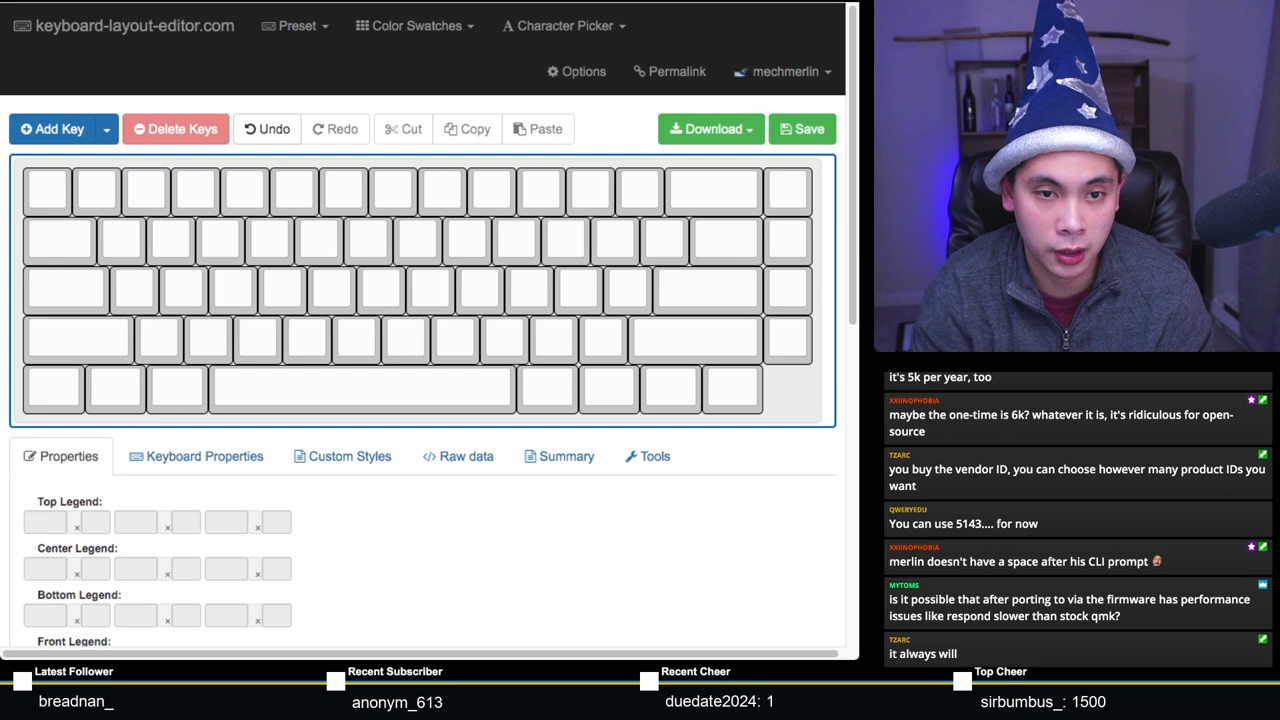 keyboard-layout-editor.com
Preset
Color Swatches
Character Picker
Options
Permalink
mechmerlin
Add Key
Delete Keys
Undo
Redo
Cut
Copy
Paste
Download
Save
Properties
Keyboard Properties
Custom Styles
Raw data
Summary
Tools
Top Legend:
Center Legend:
Bottom Legend:
Front Legend:
it's 5k per year, too
XXIINOPHOBIA
maybe the one-time is 6k? whatever it is, it's ridiculous for open-
source
TZARC
you buy the vendor ID, you can choose however many product IDs you
want
QWERYEDU
You can use 5143.... for now
XXIINOPHOBIA
merlin doesn't have a space after his CLI prompt
MYTOMS
is it possible that after porting to via the firmware has performance
issues like respond slower than stock qmk?
TZARC
it always will
Latest Follower
breadnan_
Recent Subscriber
anonym_613
Recent Cheer
duedate2024: 1
Top Cheer
sirbumbus_: 1500